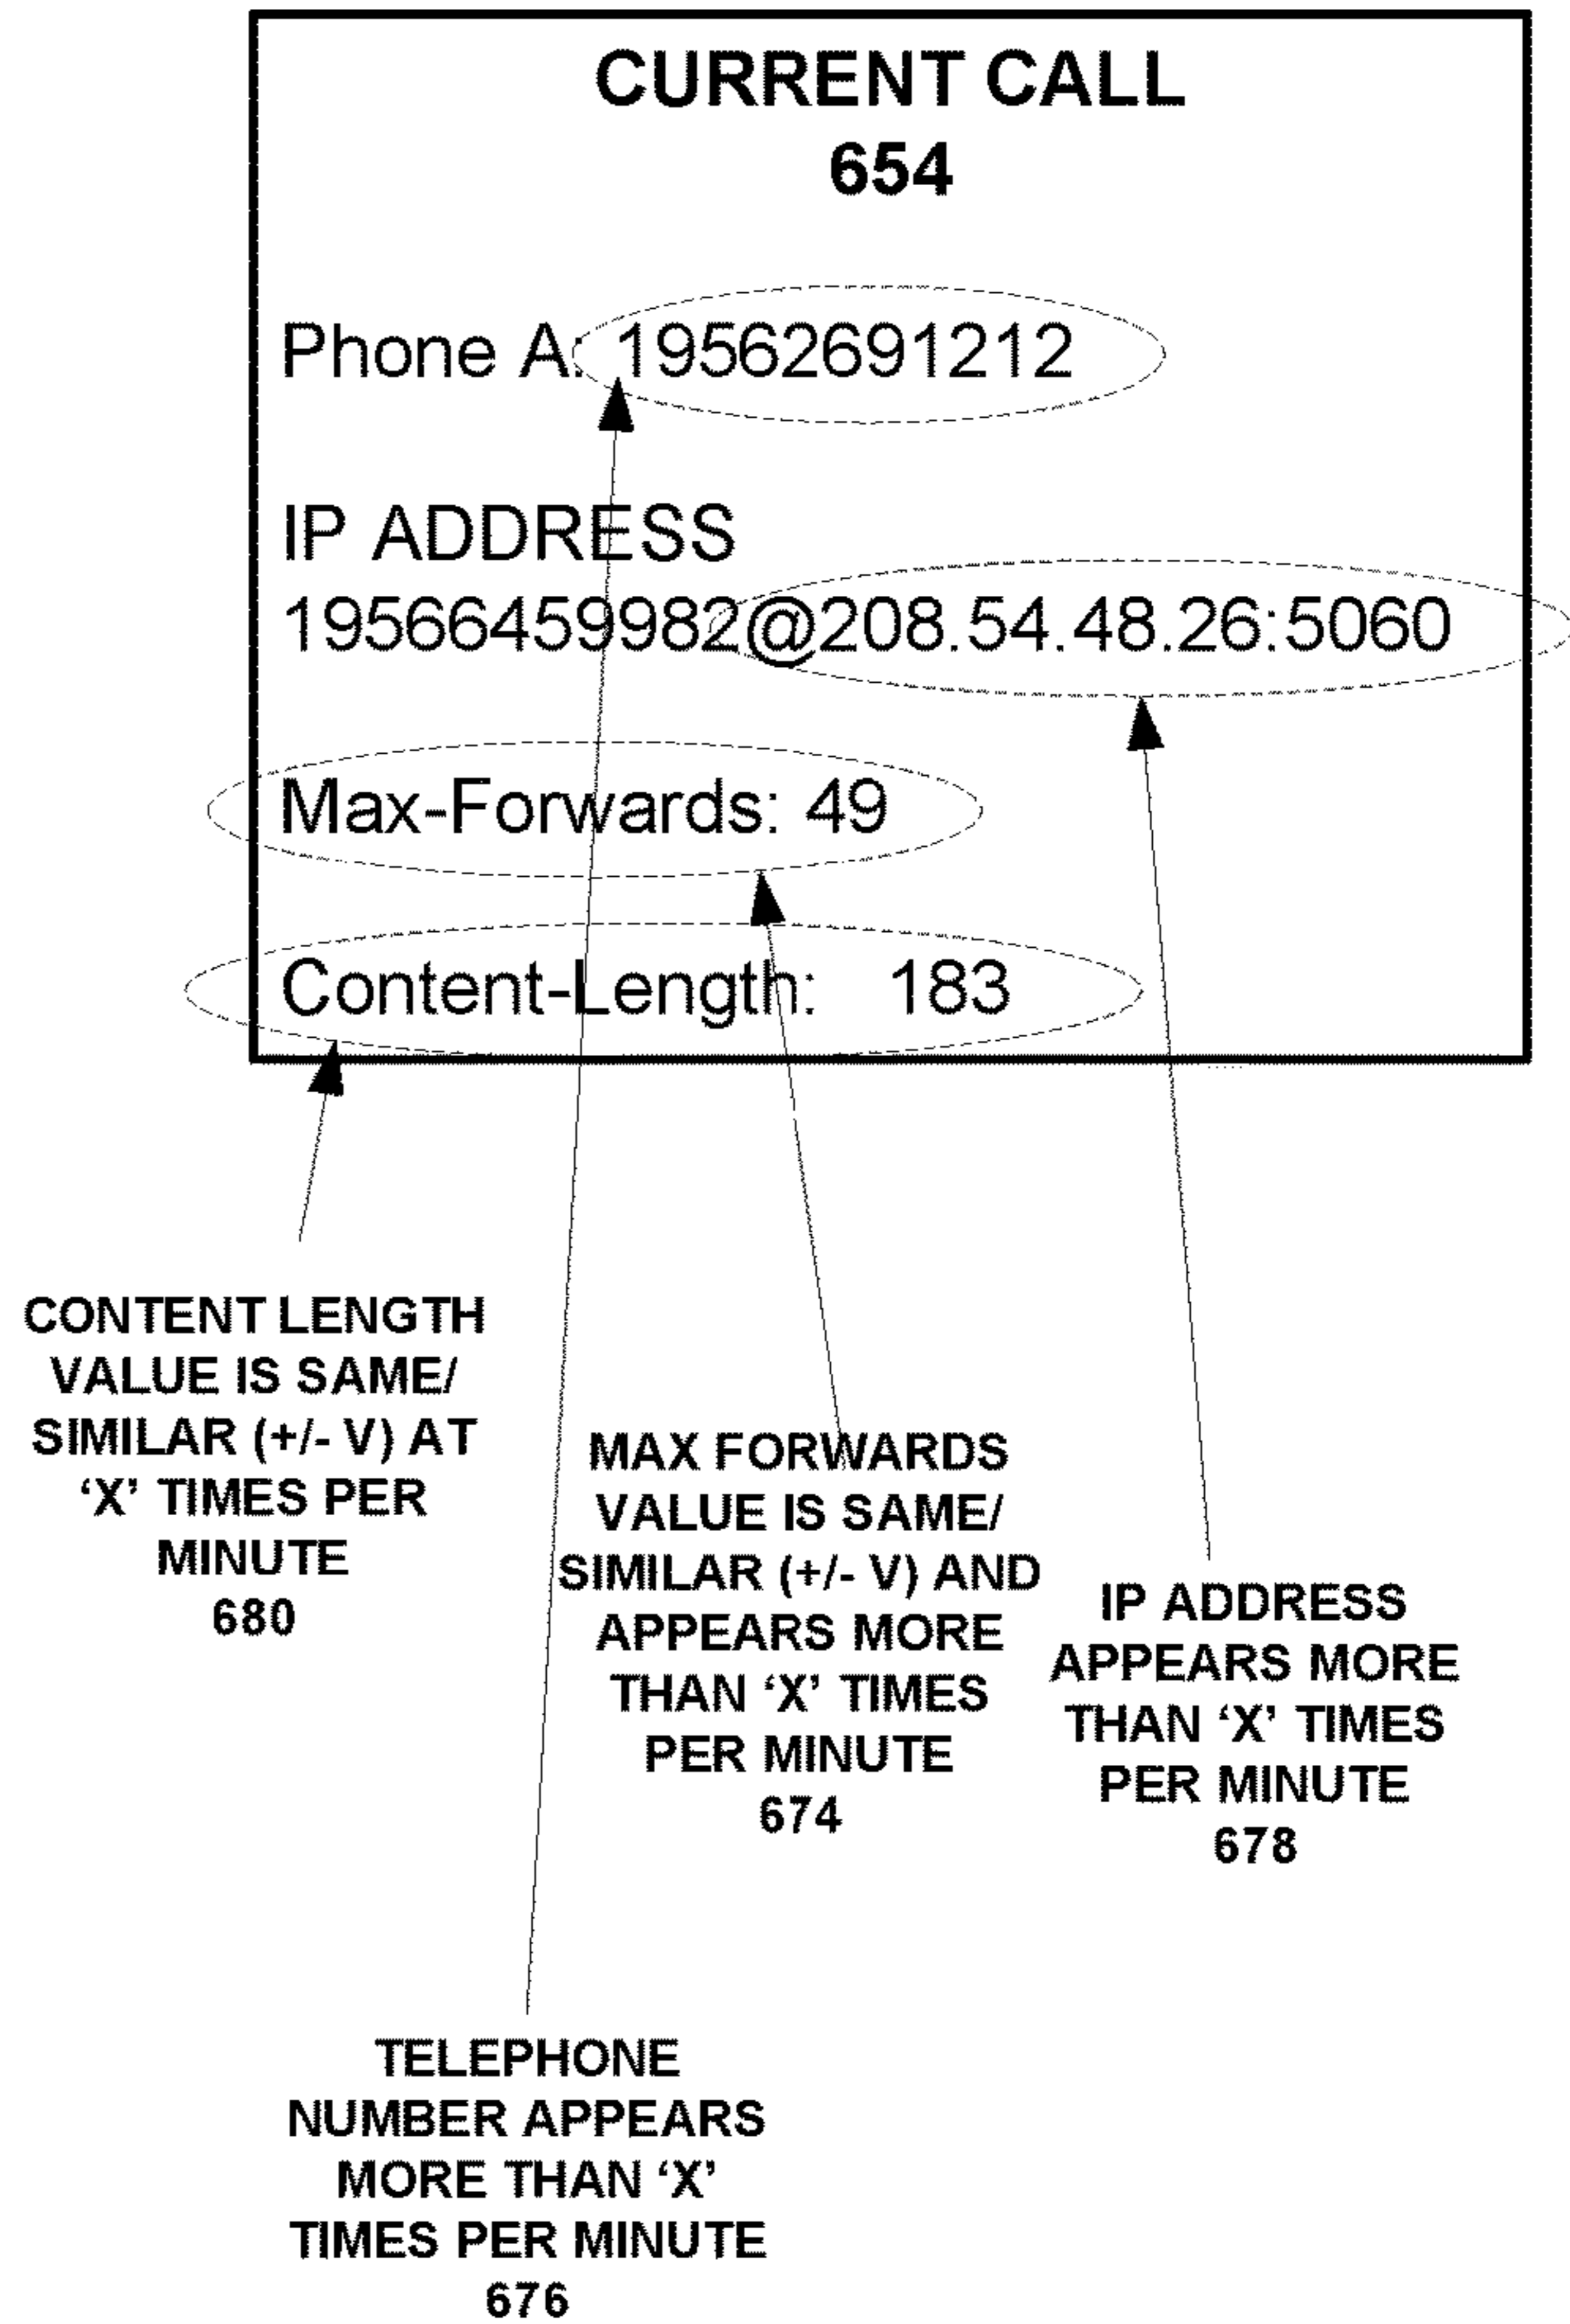 CURRENT CALL
654
Phone A: 19562691212
IP ADDRESS
19566459982@208.54.48.26:5060
Max-Forwards: 49
Content-Length: 183
CONTENT LENGTH
VALUE IS SAME/
SIMILAR (+/- V) AT
‘X’ TIMES PER
MINUTE
680
MAX FORWARDS
VALUE IS SAME/
SIMILAR (+/- V) AND
APPEARS MORE
THAN ‘X’ TIMES
PER MINUTE
674
IP ADDRESS
APPEARS MORE
THAN ‘X’ TIMES
PER MINUTE
678
TELEPHONE
NUMBER APPEARS
MORE THAN ‘X’
TIMES PER MINUTE
676